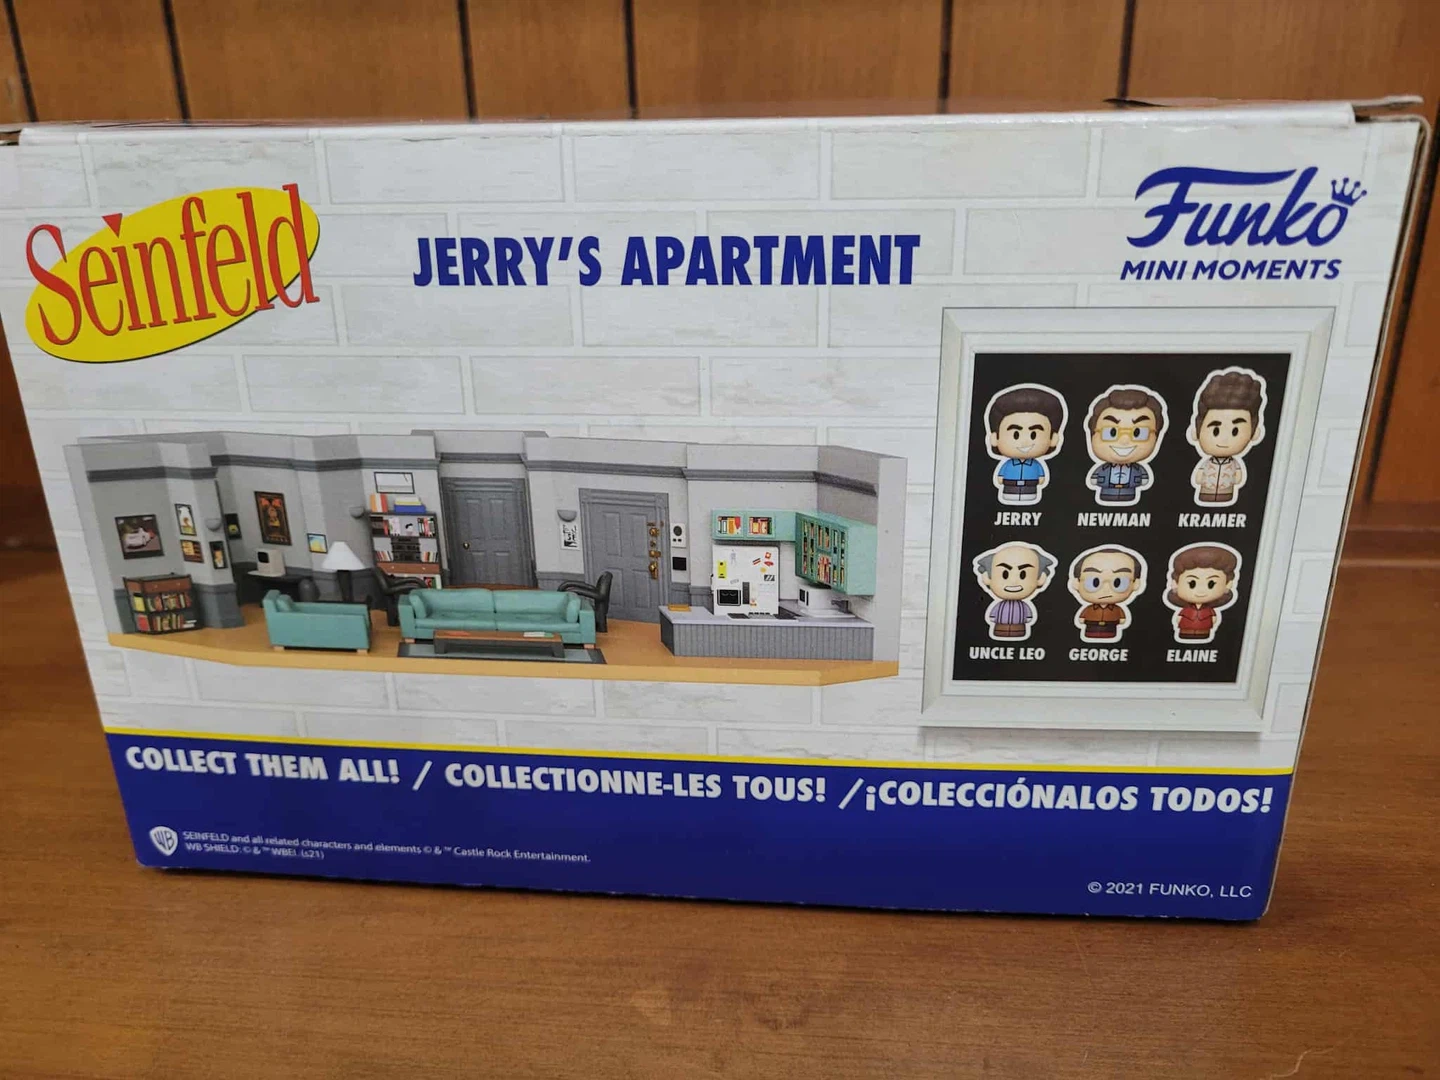 Seinfeld
JERRY'S APARTMENT
Funko
MINI MOMENTS
JERRY NEWMAN KRAMER
UNCLE LEO GEORGE ELAINE
COLLECT THEM ALL! / COLLECTIONNE-LES TOUS! / ¡COLECCIÓNALOS TODOS!
WB
SEINFELD and all related characters and elements © & ™ Castle Rock Entertainment.
WB SHIELD: © & ™ WBEI. (s21)
© 2021 FUNKO, LLC